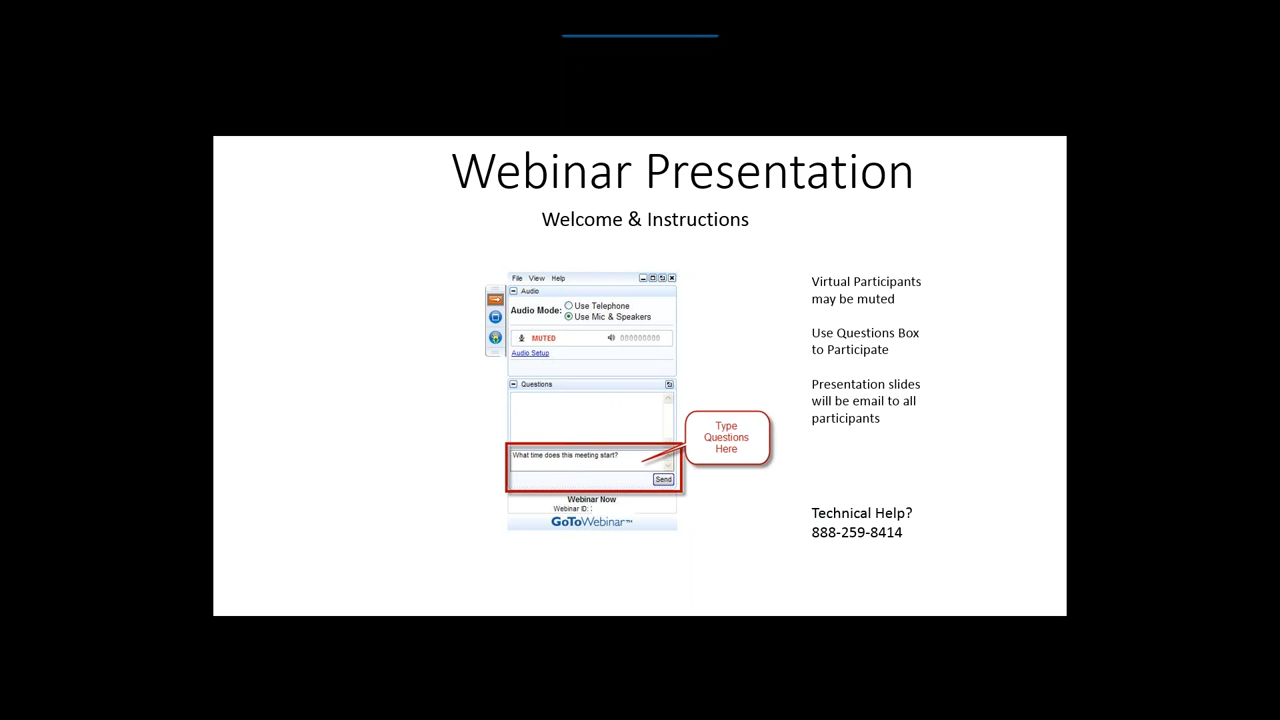 Webinar Presentation
Welcome & Instructions
File View Help
Audio
Audio Mode: Use Telephone
Use Mic & Speakers
MUTED 000000000
Audio Setup
Questions
What time does this meeting start?
Send
Type
Questions
Here
Webinar Now
Webinar ID:
GoToWebinar™
Virtual Participants
may be muted
Use Questions Box
to Participate
Presentation slides
will be email to all
participants
Technical Help?
888-259-8414